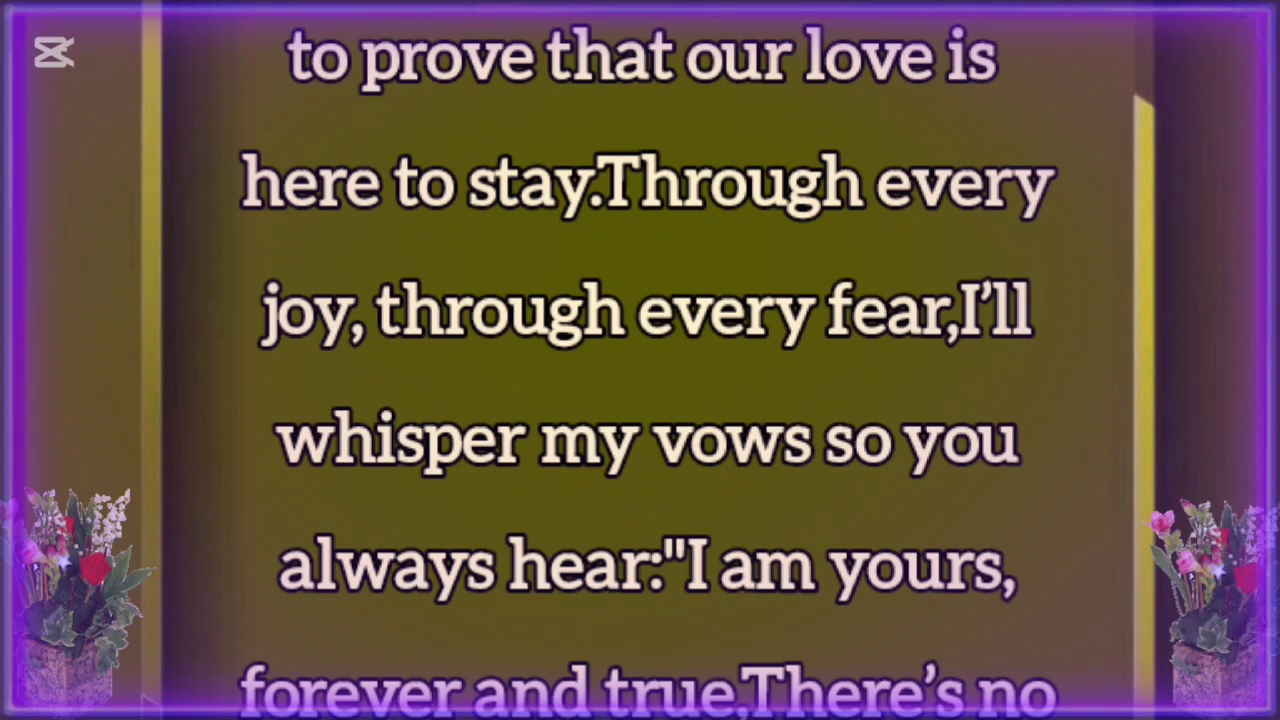 to prove that our love is
here to stay.Through every
joy, through every fear,I’ll
whisper my vows so you
always hear:"I am yours,
forever and true.There’s no